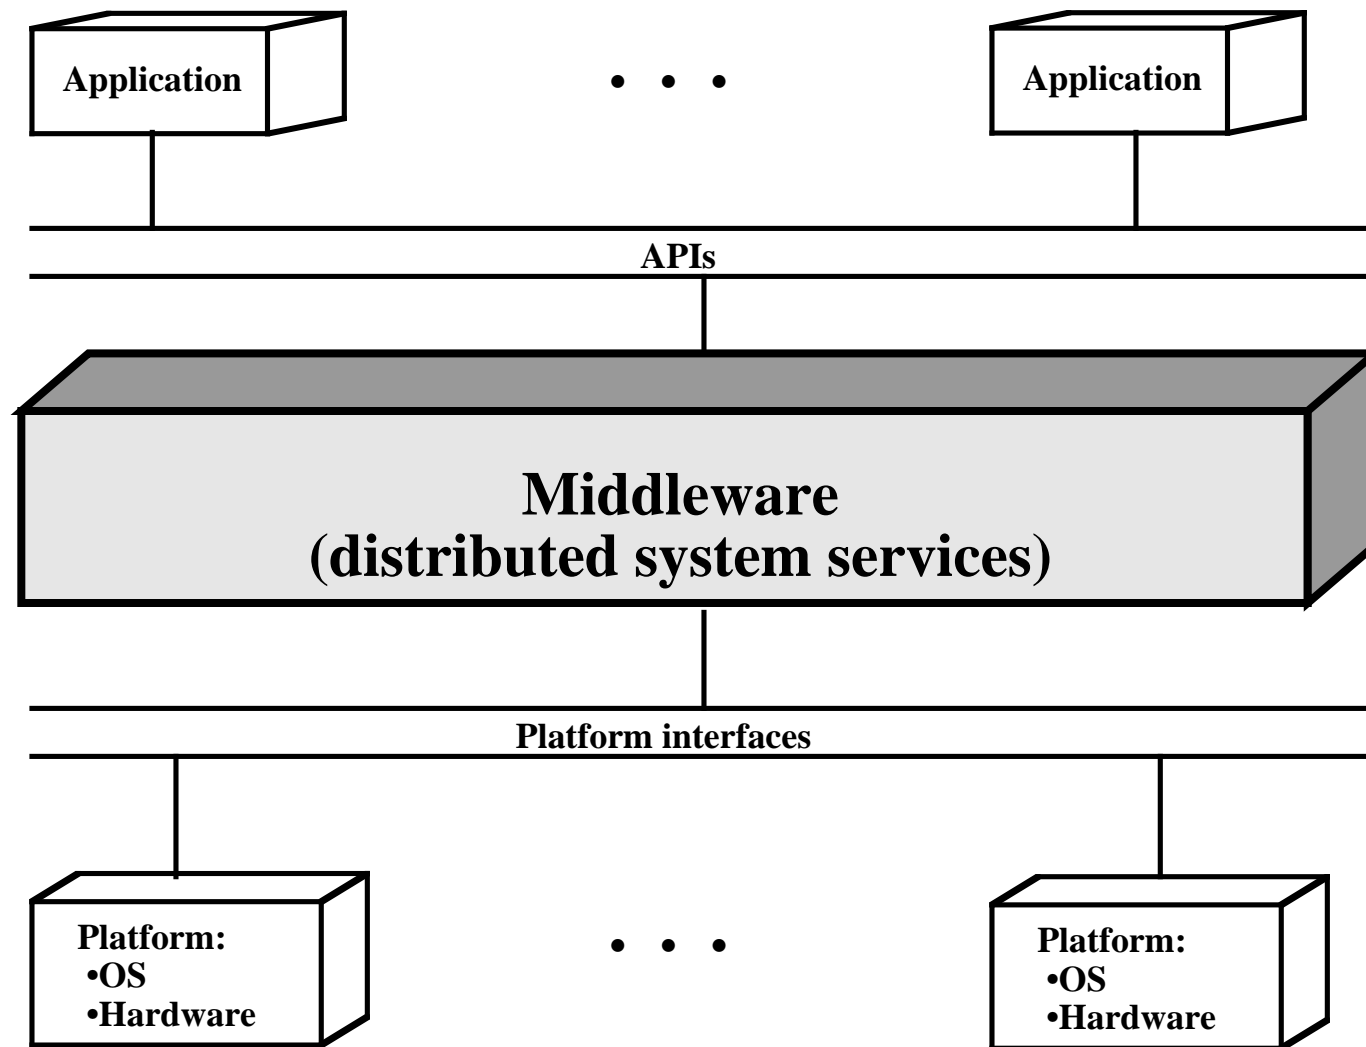 Application
Application
APIs
Middleware
(distributed system services)
Platform interfaces
Platform:
•OS
•Hardware
Platform:
•OS
•Hardware